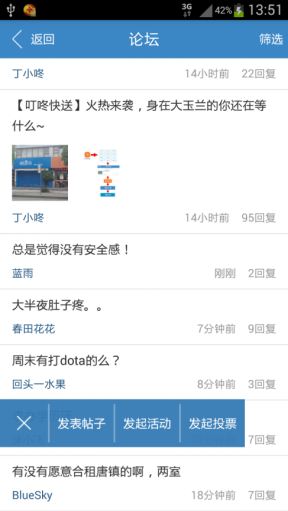 3G 42% 13:51
返回 论坛 筛选
丁小咚 14小时前 22回复
【叮咚快送】火热来袭，身在大玉兰的你还在等
什么~
丁小咚 14小时前 95回复
总是觉得没有安全感！
蓝雨 刚刚 2回复
大半夜肚子疼。。
春田花花 7分钟前 9回复
周末有打dota的么？
回头一水果 8分钟前 3回复
发表帖子 发起活动 发起投票
7回复
有没有愿意合租唐镇的啊，两室
BlueSky 18分钟前 7回复